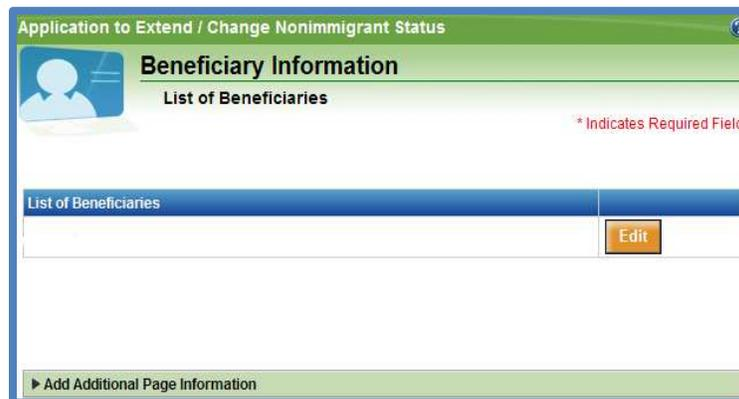 Application to Extend / Change Nonimmigrant Status
Beneficiary Information
List of Beneficiaries
* Indicates Required Field
List of Beneficiaries
Edit
▶ Add Additional Page Information